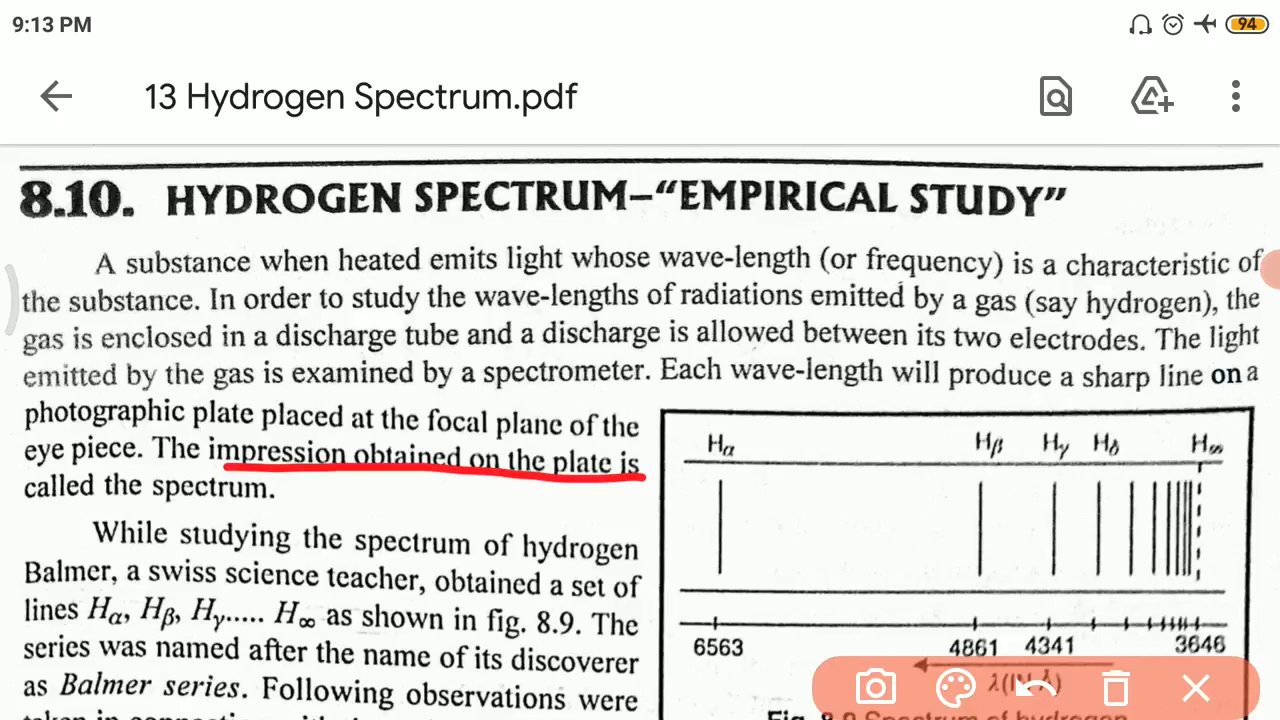 9:13 PM
94
13 Hydrogen Spectrum.pdf
8.10. HYDROGEN SPECTRUM–“EMPIRICAL STUDY”
A substance when heated emits light whose wave-length (or frequency) is a characteristic of
the substance. In order to study the wave-lengths of radiations emitted by a gas (say hydrogen), the
gas is enclosed in a discharge tube and a discharge is allowed between its two electrodes. The light
emitted by the gas is examined by a spectrometer. Each wave-length will produce a sharp line on a
photographic plate placed at the focal plane of the
eye piece. The impression obtained on the plate is
called the spectrum.
While studying the spectrum of hydrogen
Balmer, a swiss science teacher, obtained a set of
lines Hα, Hβ, Hγ..... H∞ as shown in fig. 8.9. The
series was named after the name of its discoverer
as Balmer series. Following observations were
Hα Hβ Hγ Hδ H∞
6563 4861 4341 3646
Fig. 8.9 Spectrum of hydrogen